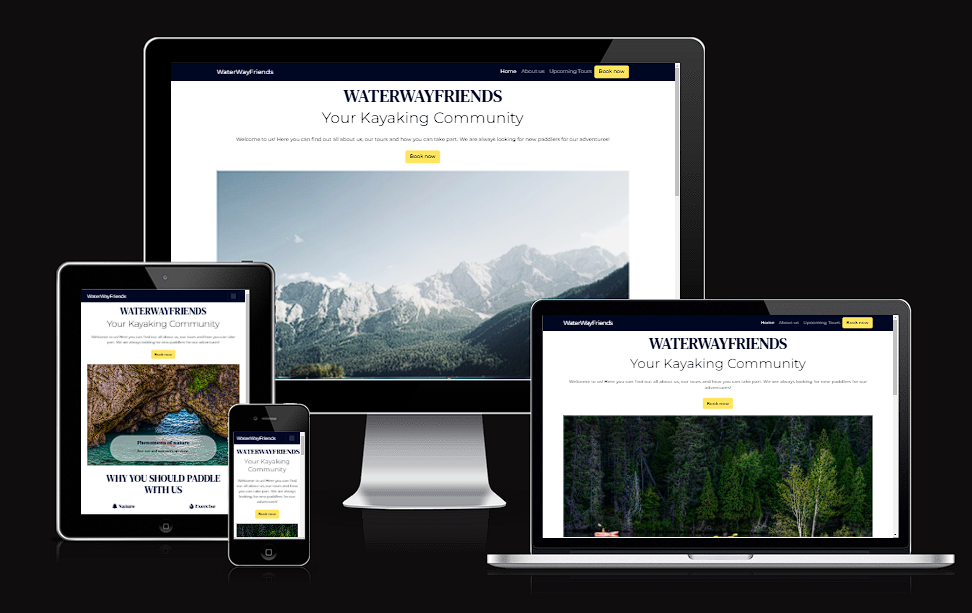 WaterWayFriends
Home About us Upcoming Tours Book now
WATERWAYFRIENDS
Your Kayaking Community
Welcome to us! Here you can find out all about us, our tours and how you can take part. We are always looking for new paddlers for our adventures!
Book now
WaterWayFriends
WATERWAYFRIENDS
Your Kayaking Community
Welcome to us! Here you can find out all about us, our tours and how you can take
part. We are always looking for new paddlers for our adventures!
Book now
Phenomena of nature
WHY YOU SHOULD PADDLE
WITH US
Nature Exercise
WaterWayFriends
WATERWAYFRIENDS
Your Kayaking
Community
Welcome to us! Here you can find
out all about us, our tours and how
you can take part. We are always
looking for new paddlers for our
adventures!
Book now
WaterWayFriends
Home About us Upcoming Tours Book now
WATERWAYFRIENDS
Your Kayaking Community
Welcome to us! Here you can find out all about us, our tours and how you can take part. We are always looking for new paddlers for our
adventures!
Book now